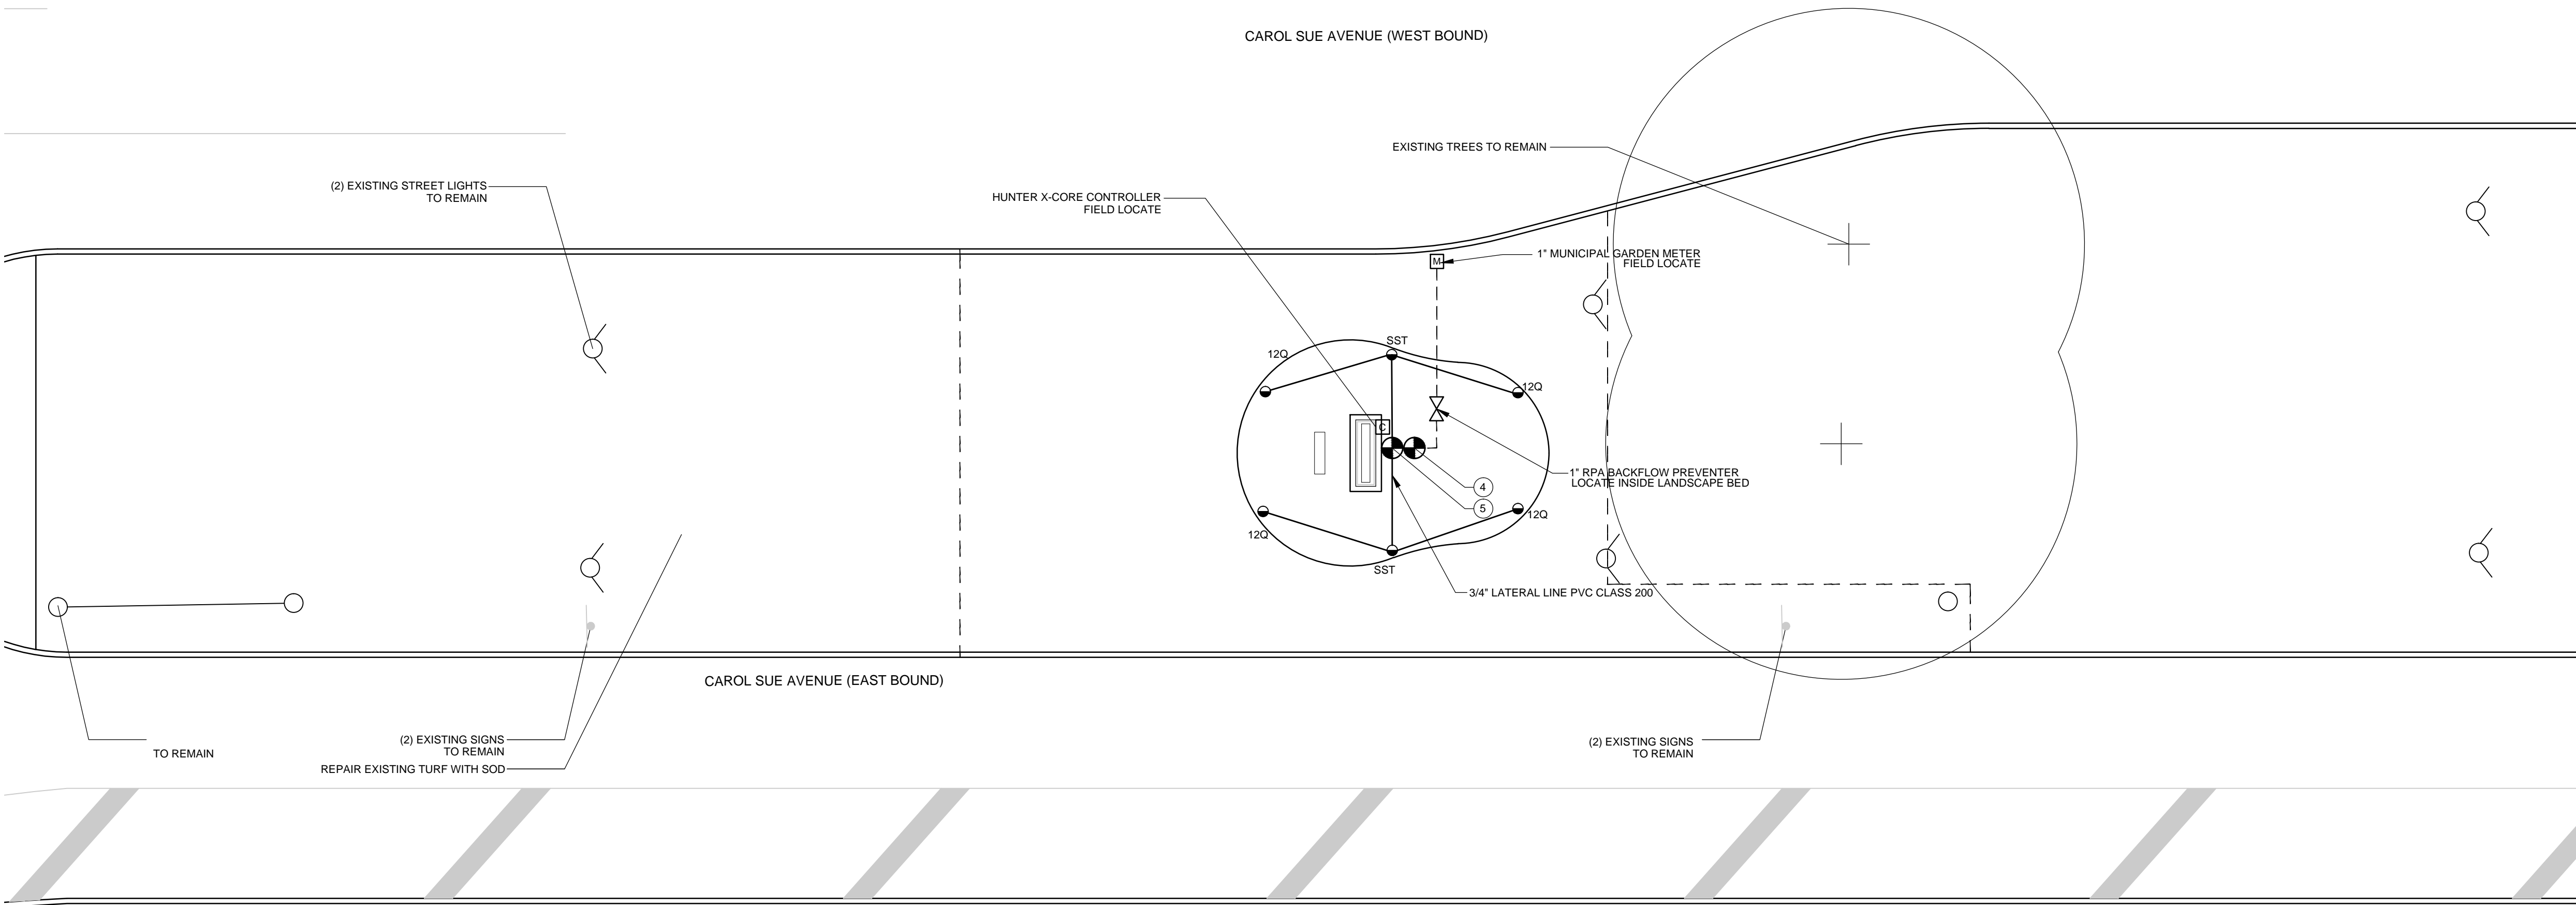 CAROL SUE AVENUE (WEST BOUND)
EXISTING TREES TO REMAIN
(2) EXISTING STREET LIGHTS
TO REMAIN
HUNTER X-CORE CONTROLLER
FIELD LOCATE
1" MUNICIPAL GARDEN METER
FIELD LOCATE
M
SST
12Q
12Q
C
1" RPA BACKFLOW PREVENTER
LOCATE INSIDE LANDSCAPE BED
4
5
12Q
12Q
SST
3/4" LATERAL LINE PVC CLASS 200
CAROL SUE AVENUE (EAST BOUND)
TO REMAIN
(2) EXISTING SIGNS
TO REMAIN
REPAIR EXISTING TURF WITH SOD
(2) EXISTING SIGNS
TO REMAIN